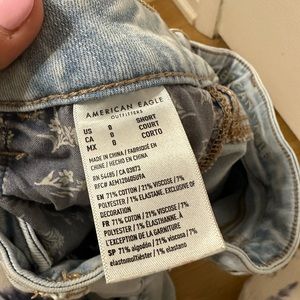 AMERICAN EAGLE
OUTFITTERS
US 0 SHORT
CA 0 COURT
MX 0 CORTO
MADE IN CHINA / FABRIQUÉ EN
CHINE / HECHO EN CHINA
RN 54485 / CA 03873
EN 71% COTTON / 21% VISCOSE / 7%
POLYESTER / 1% ELASTANE. EXCLUSIVE OF
DECORATION
FR 71% COTON / 21% VISCOSE / 7%
POLYESTER / 1% ÉLASTHANNE. À
L'EXCEPTION DE LA GARNITURE
SP 71% algodón / 21% viscosa / 7%
/ 1% elastano